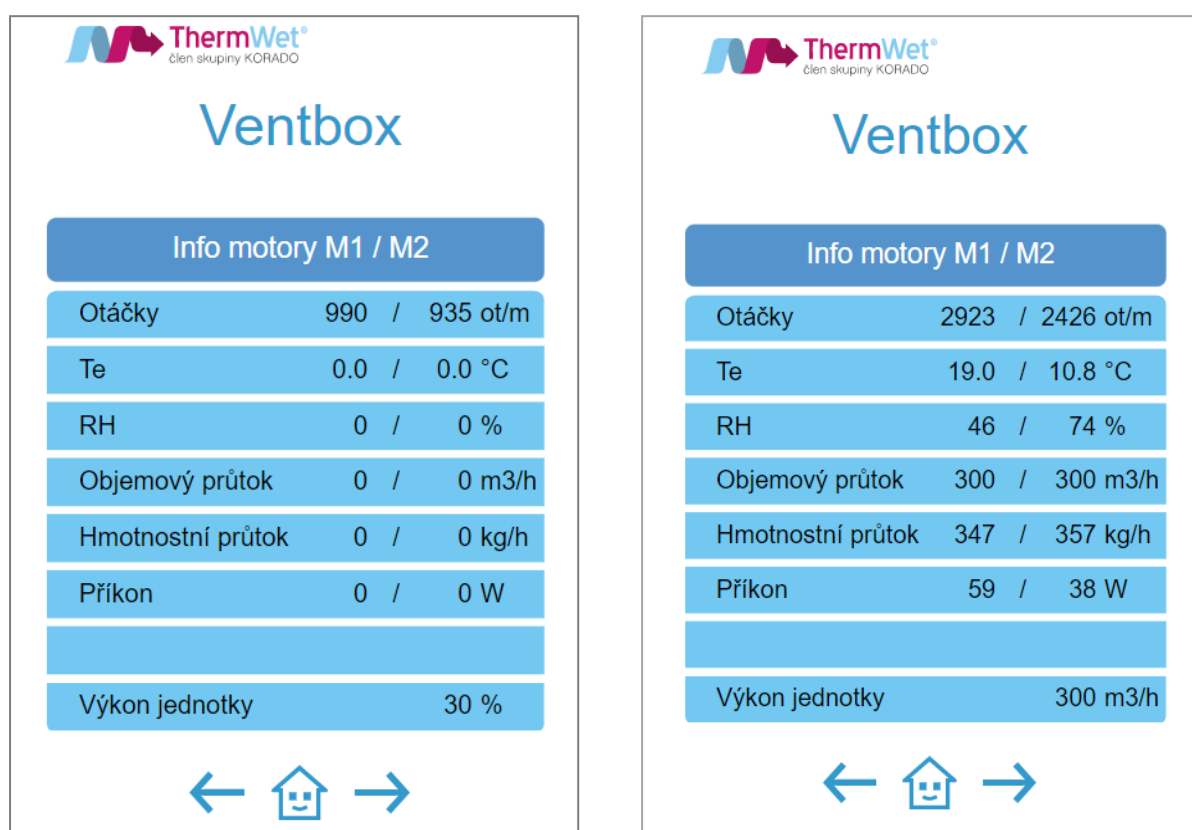 ThermWet®
člen skupiny KORADO
Ventbox
Info motory M1 / M2
Otáčky 990 / 935 ot/m
Te 0.0 / 0.0 °C
RH 0 / 0 %
Objemový průtok 0 / 0 m3/h
Hmotnostní průtok 0 / 0 kg/h
Příkon 0 / 0 W
Výkon jednotky 30 %
ThermWet®
člen skupiny KORADO
Ventbox
Info motory M1 / M2
Otáčky 2923 / 2426 ot/m
Te 19.0 / 10.8 °C
RH 46 / 74 %
Objemový průtok 300 / 300 m3/h
Hmotnostní průtok 347 / 357 kg/h
Příkon 59 / 38 W
Výkon jednotky 300 m3/h